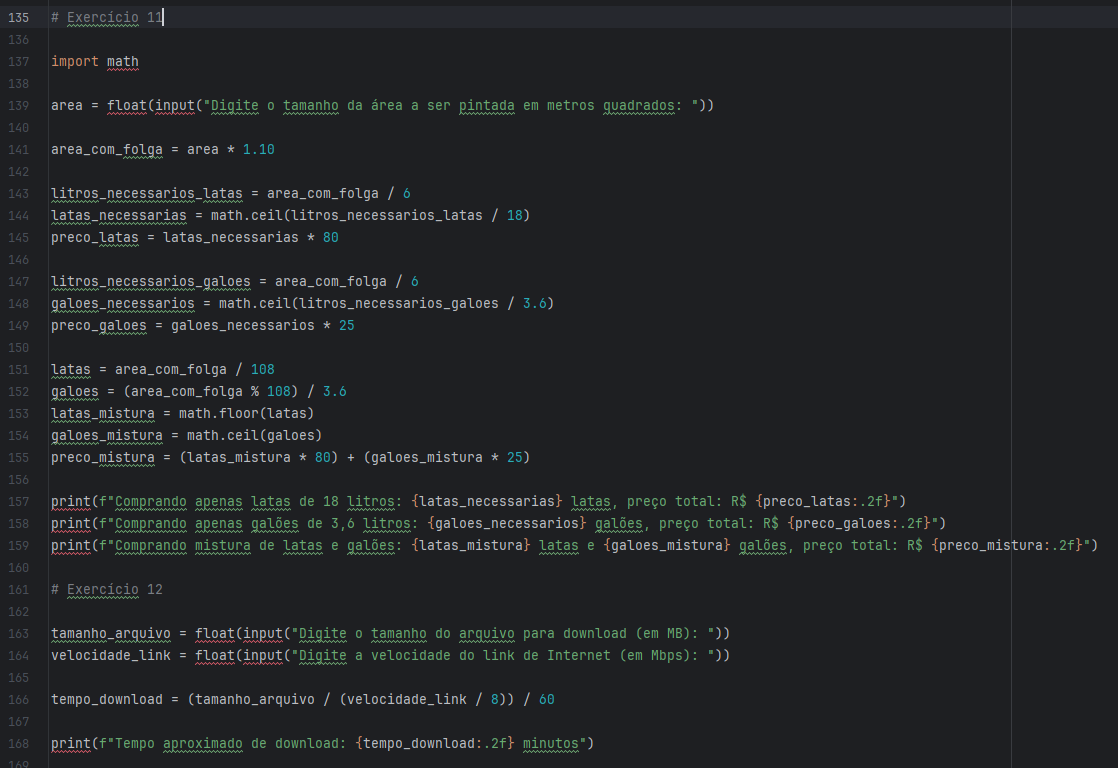 135 # Exercício 11
136
137 import math
138
139 area = float(input("Digite o tamanho da área a ser pintada em metros quadrados: "))
140
141 area_com_folga = area * 1.10
142
143 litros_necessarios_latas = area_com_folga / 6
144 latas_necessarias = math.ceil(litros_necessarios_latas / 18)
145 preco_latas = latas_necessarias * 80
146
147 litros_necessarios_galoes = area_com_folga / 6
148 galoes_necessarios = math.ceil(litros_necessarios_galoes / 3.6)
149 preco_galoes = galoes_necessarios * 25
150
151 latas = area_com_folga / 108
152 galoes = (area_com_folga % 108) / 3.6
153 latas_mistura = math.floor(latas)
154 galoes_mistura = math.ceil(galoes)
155 preco_mistura = (latas_mistura * 80) + (galoes_mistura * 25)
156
157 print(f"Comprando apenas latas de 18 litros: {latas_necessarias} latas, preço total: R$ {preco_latas:.2f}")
158 print(f"Comprando apenas galões de 3,6 litros: {galoes_necessarios} galões, preço total: R$ {preco_galoes:.2f}")
159 print(f"Comprando mistura de latas e galões: {latas_mistura} latas e {galoes_mistura} galões, preço total: R$ {preco_mistura:.2f}")
160
161 # Exercício 12
162
163 tamanho_arquivo = float(input("Digite o tamanho do arquivo para download (em MB): "))
164 velocidade_link = float(input("Digite a velocidade do link de Internet (em Mbps): "))
165
166 tempo_download = (tamanho_arquivo / (velocidade_link / 8)) / 60
167
168 print(f"Tempo aproximado de download: {tempo_download:.2f} minutos")
169